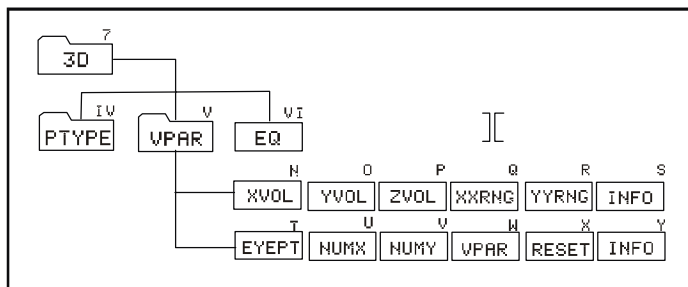 7
3D
IV V VI
PTYPE VPAR EQ
][
N O P Q R S
XVOL YVOL ZVOL XXRNG YYRNG INFO
T U V W X Y
EYEPT NUMX NUMY VPAR RESET INFO